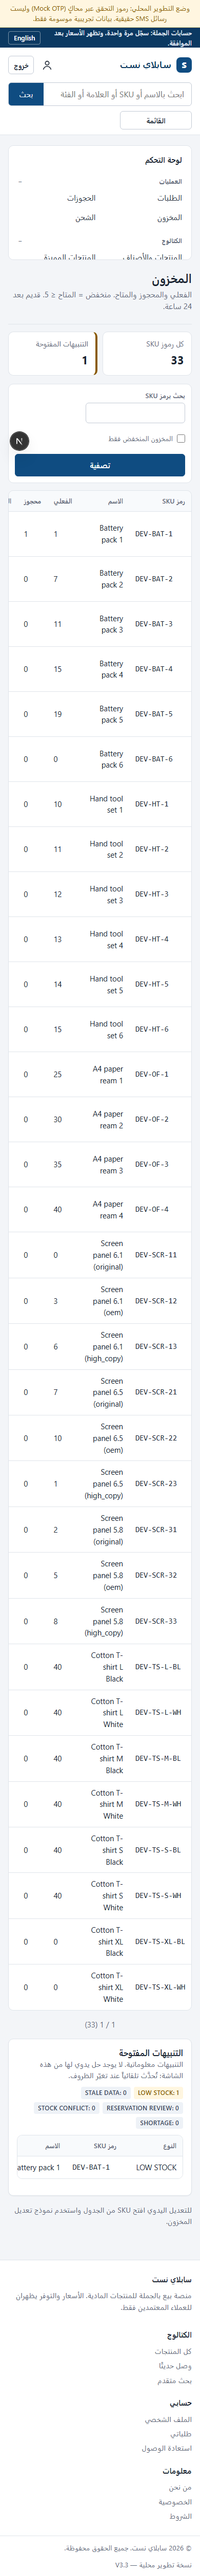 وضع التطوير المحلي: رموز التحقق عبر محاكٍ (Mock OTP) وليست
رسائل SMS حقيقية. بيانات تجريبية موسومة فقط.
حسابات الجملة: سجّل مرة واحدة، وتظهر الأسعار بعد
الموافقة.
English
S
سابلاي نست
خروج
ابحث بالاسم أو SKU أو العلامة أو الفئة
بحث
القائمة
لوحة التحكم
العمليات
−
الطلبات
الحجوزات
المخزون
الشحن
الكتالوج
−
المنتجات والأصناف
المنتجات المميزة
المخزون
الفعلي والمحجوز والمتاح. منخفض = المتاح ≤ 5. قديم بعد
24 ساعة.
كل رموز SKU
33
التنبيهات المفتوحة
1
بحث برمز SKU
المخزون المنخفض فقط
N
تصفية
رمز SKU الاسم الفعلي محجوز
DEV-BAT-1 Battery pack 1 1 1
DEV-BAT-2 Battery pack 2 7 0
DEV-BAT-3 Battery pack 3 11 0
DEV-BAT-4 Battery pack 4 15 0
DEV-BAT-5 Battery pack 5 19 0
DEV-BAT-6 Battery pack 6 0 0
DEV-HT-1 Hand tool set 1 10 0
DEV-HT-2 Hand tool set 2 11 0
DEV-HT-3 Hand tool set 3 12 0
DEV-HT-4 Hand tool set 4 13 0
DEV-HT-5 Hand tool set 5 14 0
DEV-HT-6 Hand tool set 6 15 0
DEV-OF-1 A4 paper ream 1 25 0
DEV-OF-2 A4 paper ream 2 30 0
DEV-OF-3 A4 paper ream 3 35 0
DEV-OF-4 A4 paper ream 4 40 0
DEV-SCR-11 Screen panel 6.1 (original) 0 0
DEV-SCR-12 Screen panel 6.1 (oem) 3 0
DEV-SCR-13 Screen panel 6.1 (high_copy) 6 0
DEV-SCR-21 Screen panel 6.5 (original) 7 0
DEV-SCR-22 Screen panel 6.5 (oem) 10 0
DEV-SCR-23 Screen panel 6.5 (high_copy) 1 0
DEV-SCR-31 Screen panel 5.8 (original) 2 0
DEV-SCR-32 Screen panel 5.8 (oem) 5 0
DEV-SCR-33 Screen panel 5.8 (high_copy) 8 0
DEV-TS-L-BL Cotton T-shirt L Black 40 0
DEV-TS-L-WH Cotton T-shirt L White 40 0
DEV-TS-M-BL Cotton T-shirt M Black 40 0
DEV-TS-M-WH Cotton T-shirt M White 40 0
DEV-TS-S-BL Cotton T-shirt S Black 40 0
DEV-TS-S-WH Cotton T-shirt S White 40 0
DEV-TS-XL-BL Cotton T-shirt XL Black 0 0
DEV-TS-XL-WH Cotton T-shirt XL White 0 0
1 / 1 (33)
التنبيهات المفتوحة
التنبيهات معلوماتية. لا يوجد حل يدوي لها من هذه
الشاشة؛ تُحدَّث تلقائياً عند تغيّر الظروف.
LOW STOCK: 1
STALE DATA: 0
RESERVATION REVIEW: 0
STOCK CONFLICT: 0
SHORTAGE: 0
النوع رمز SKU الاسم
LOW STOCK DEV-BAT-1 attery pack 1
للتعديل اليدوي افتح SKU من الجدول واستخدم نموذج تعديل
المخزون.
سابلاي نست
منصة بيع بالجملة للمنتجات المادية. الأسعار والتوفر يظهران
للعملاء المعتمدين فقط.
الكتالوج
كل المنتجات
وصل حديثًا
بحث متقدم
حسابي
الملف الشخصي
طلباتي
استعادة الوصول
معلومات
من نحن
الخصوصية
الشروط
© 2026 سابلاي نست. جميع الحقوق محفوظة.
نسخة تطوير محلية — V3.3